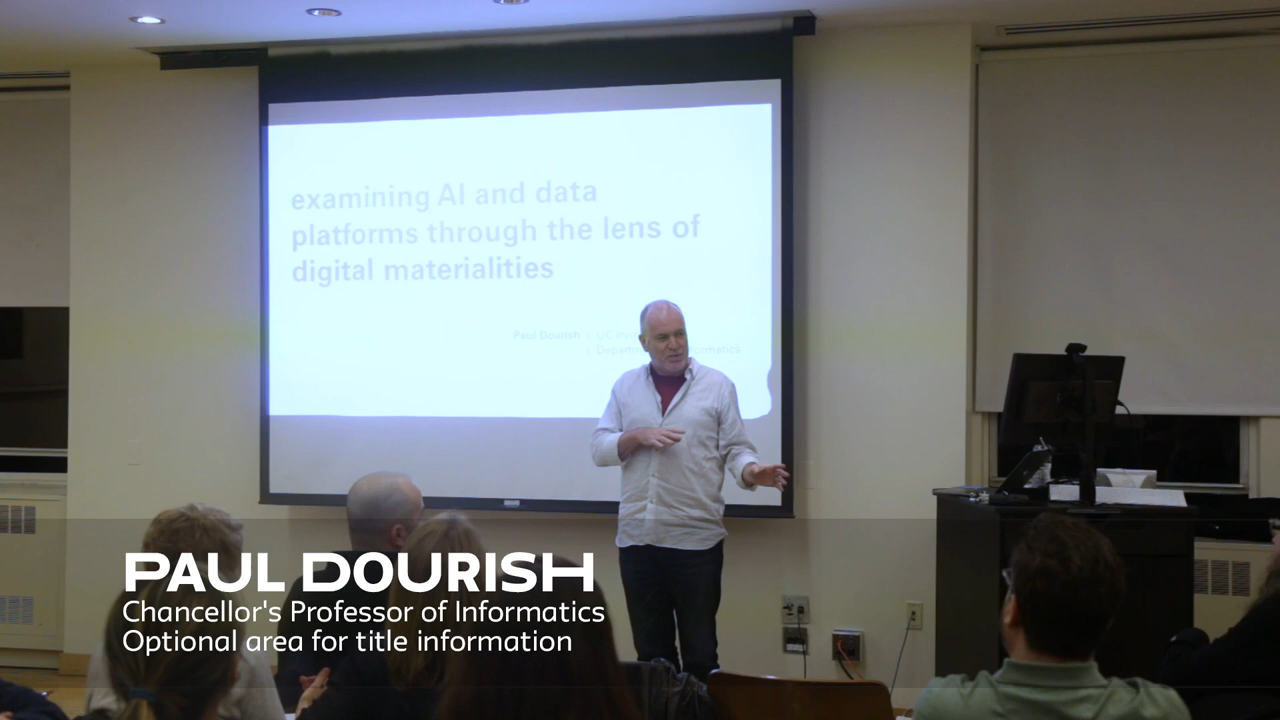 examining AI and data
platforms through the lens of
digital materialities
Paul Dourish | UC
PAUL DOURISH
Chancellor's Professor of Informatics
Optional area for title information